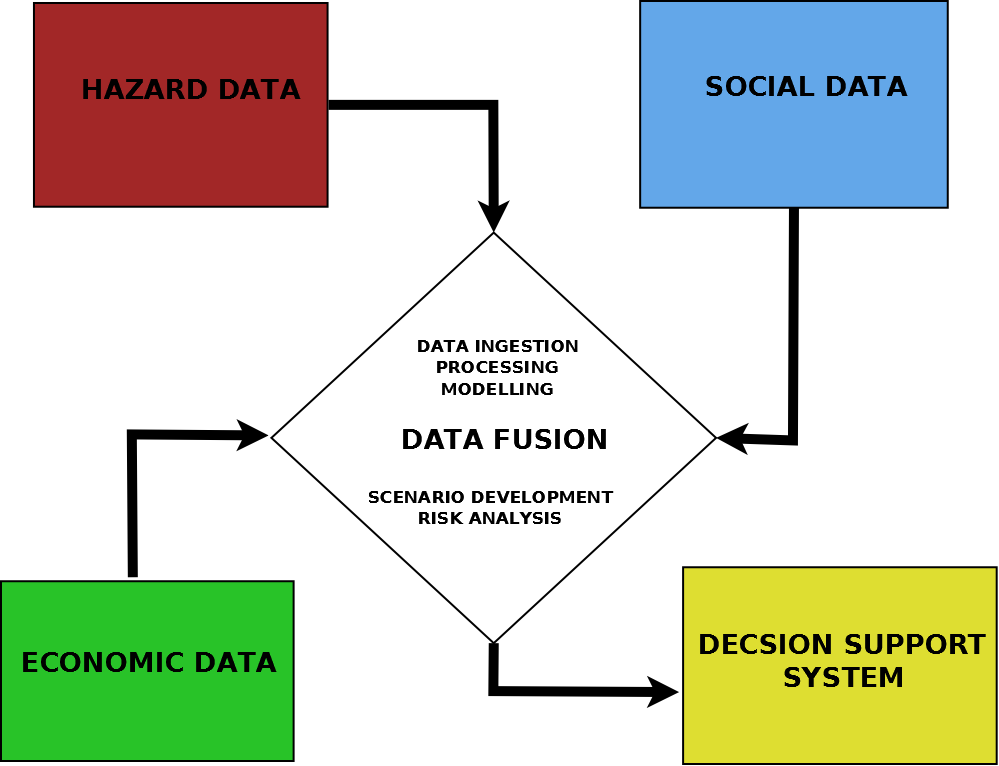 HAZARD DATA
SOCIAL DATA
DATA INGESTION
PROCESSING
MODELLING
DATA FUSION
SCENARIO DEVELOPMENT
RISK ANALYSIS
ECONOMIC DATA
DECSION SUPPORT
SYSTEM